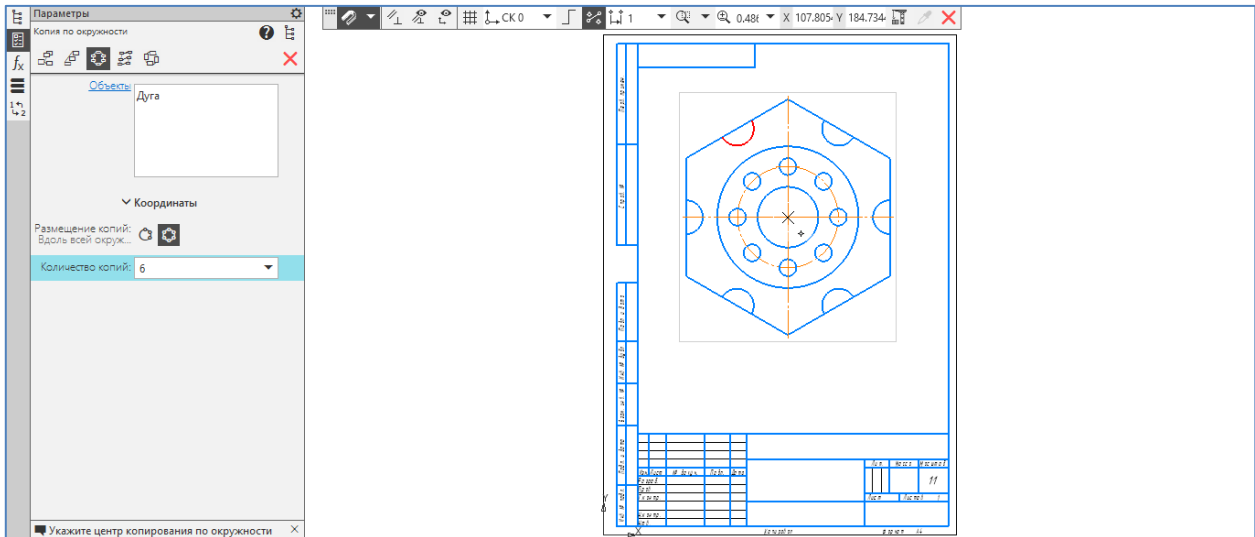 Параметры
СК 0
1
0.486
X 107.805
Y 184.734
Копия по окружности
Объекты
Дуга
Координаты
Размещение копий:
Вдоль всей окруж...
Количество копий: 6
Укажите центр копирования по окружности